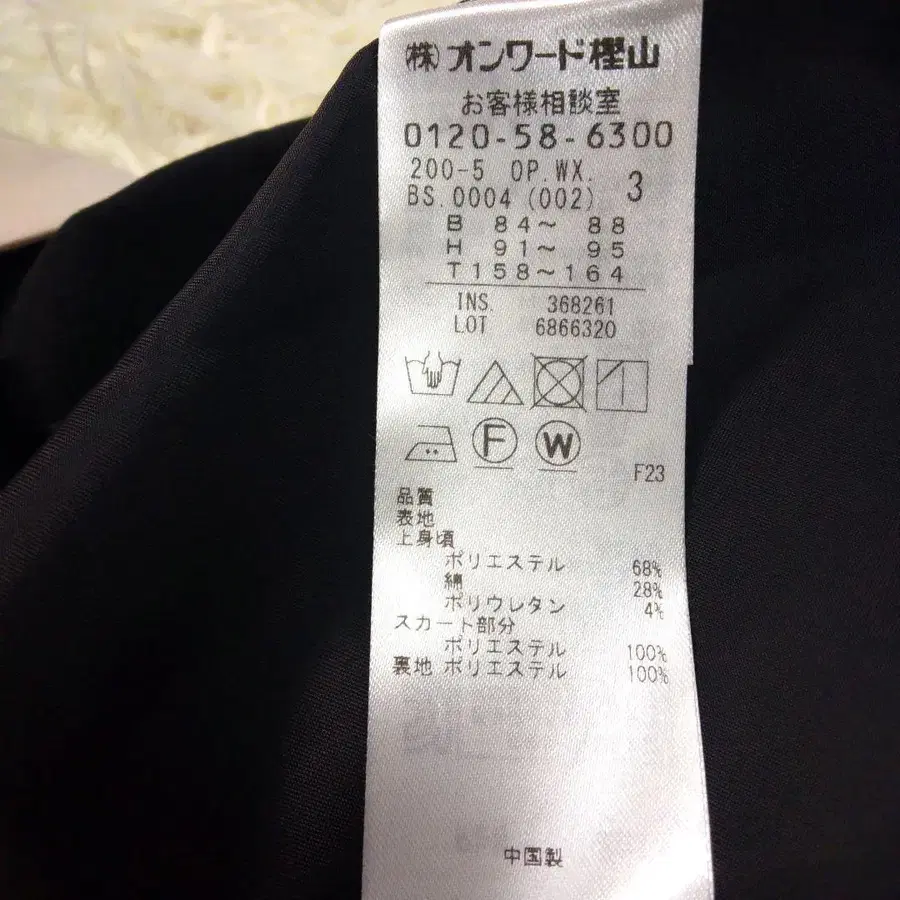 (株)オンワード樫山
お客様相談室
0120-58-6300
200-5 OP.WX.
BS.0004 (002) 3
B 84〜 88
H 91〜 95
T158〜164
INS. 368261
LOT 6866320
F
W
F23
品質
表地
上身頃
ポリエステル 68%
綿 28%
ポリウレタン 4%
スカート部分
ポリエステル 100%
裏地 ポリエステル 100%
中国製